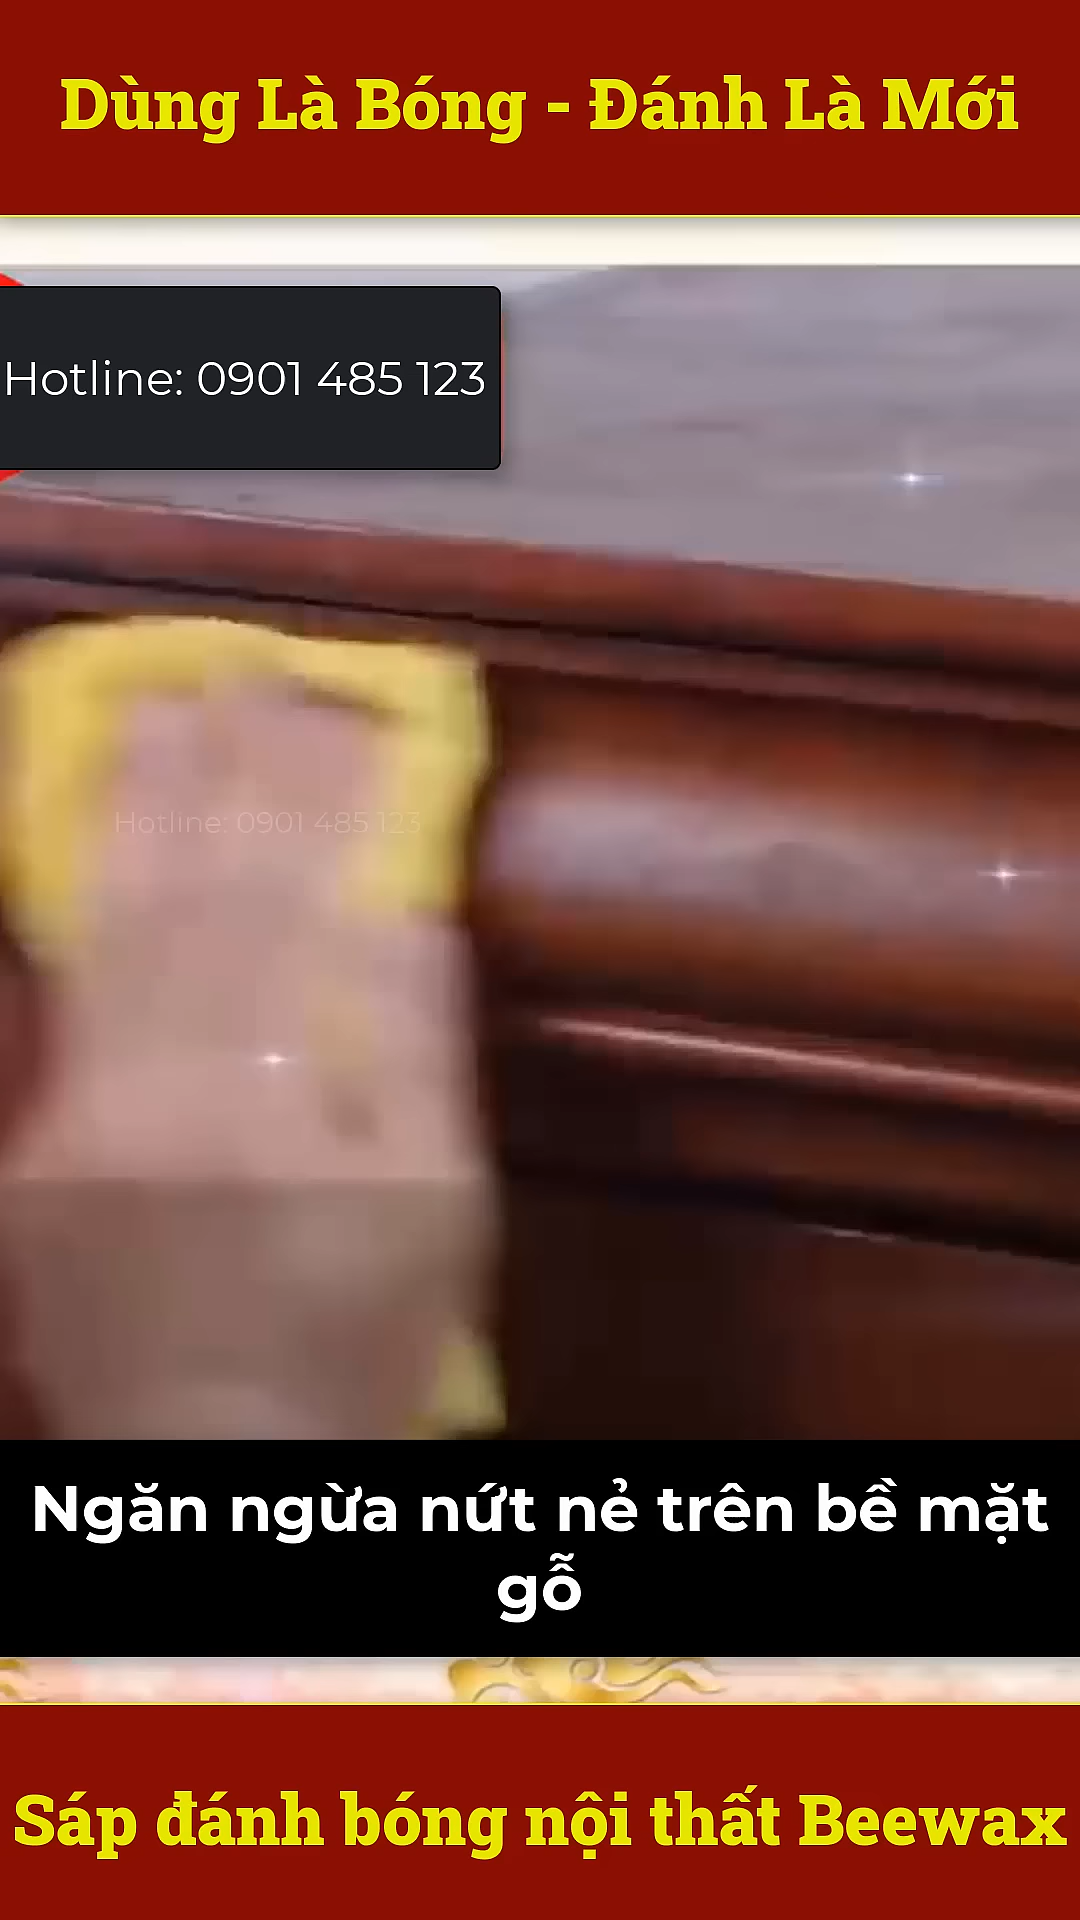 Dùng Là Bóng - Đánh Là Mới
Hotline: 0901 485 123
Hotline: 0901 485 123
Ngăn ngừa nứt nẻ trên bề mặt
gỗ
Sáp đánh bóng nội thất Beewax